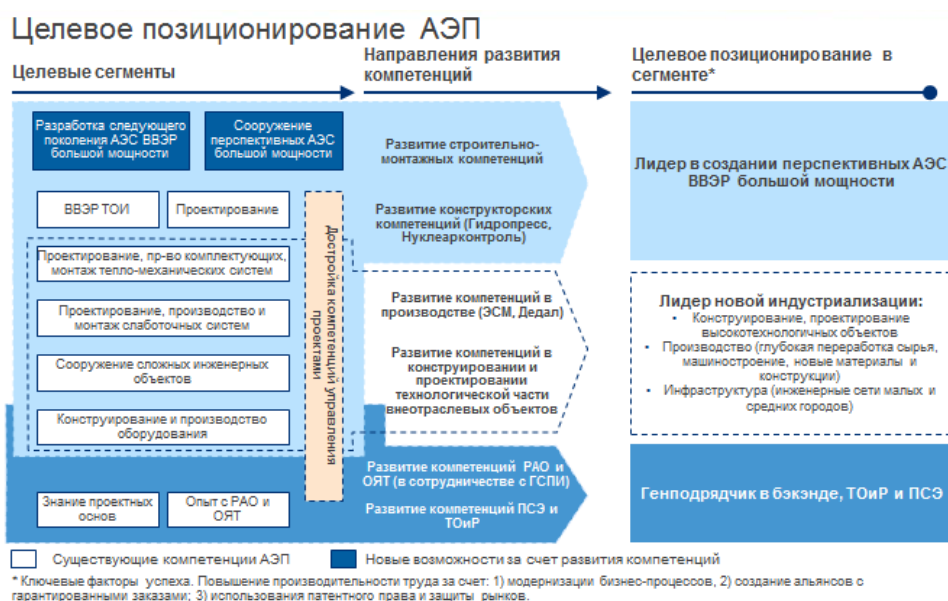 Целевое позиционирование АЭП
Целевые сегменты
Направления развития
компетенций
Целевое позиционирование в
сегменте*
Разработка следующего
поколения АЭС ВВЭР
большой мощности
Сооружение
перспективных АЭС
большой мощности
ВВЭР ТОИ
Проектирование
Проектирование, пр-во комплектующих,
монтаж тепло-механических систем
Проектирование, производство и
монтаж слаботочных систем
Сооружение сложных инженерных
объектов
Конструирование и производство
оборудования
Знание проектных
основ
Опыт с РАО и
ОЯТ
Достройка компетенций управления
проектами
Развитие строительно-
монтажных компетенций
Развитие конструкторских
компетенций (Гидропресс,
Нуклеарконтроль)
Развитие компетенций в
производстве (ЭСМ, Дедал)
Развитие компетенций в
конструировании и
проектировании
технологической части
внеотраслевых объектов
Развитие компетенций РАО и
ОЯТ (в сотрудничестве с ГСПИ)
Развитие компетенций ПСЭ и
ТОиР
Лидер в создании перспективных АЭС
ВВЭР большой мощности
Лидер новой индустриализации:
• Конструирование, проектирование
высокотехнологичных объектов
• Производство (глубокая переработка сырья,
машиностроение, новые материалы и
конструкции)
• Инфраструктура (инженерные сети малых и
средних городов)
Генподрядчик в бэкэнде, ТОиР и ПСЭ
Существующие компетенции АЭП
Новые возможности за счет развития компетенций
* Ключевые факторы успеха. Повышение производительности труда за счет: 1) модернизации бизнес-процессов, 2) создание альянсов с
гарантированными заказами; 3) использования патентного права и защиты рынков.